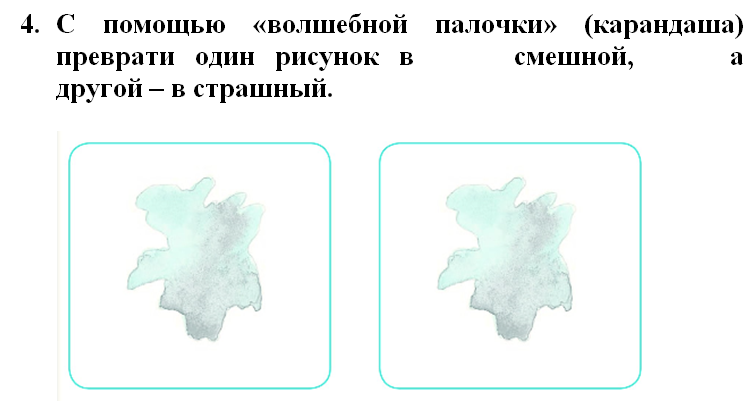 4. С помощью «волшебной палочки» (карандаша)
преврати один рисунок в смешной, а
другой – в страшный.